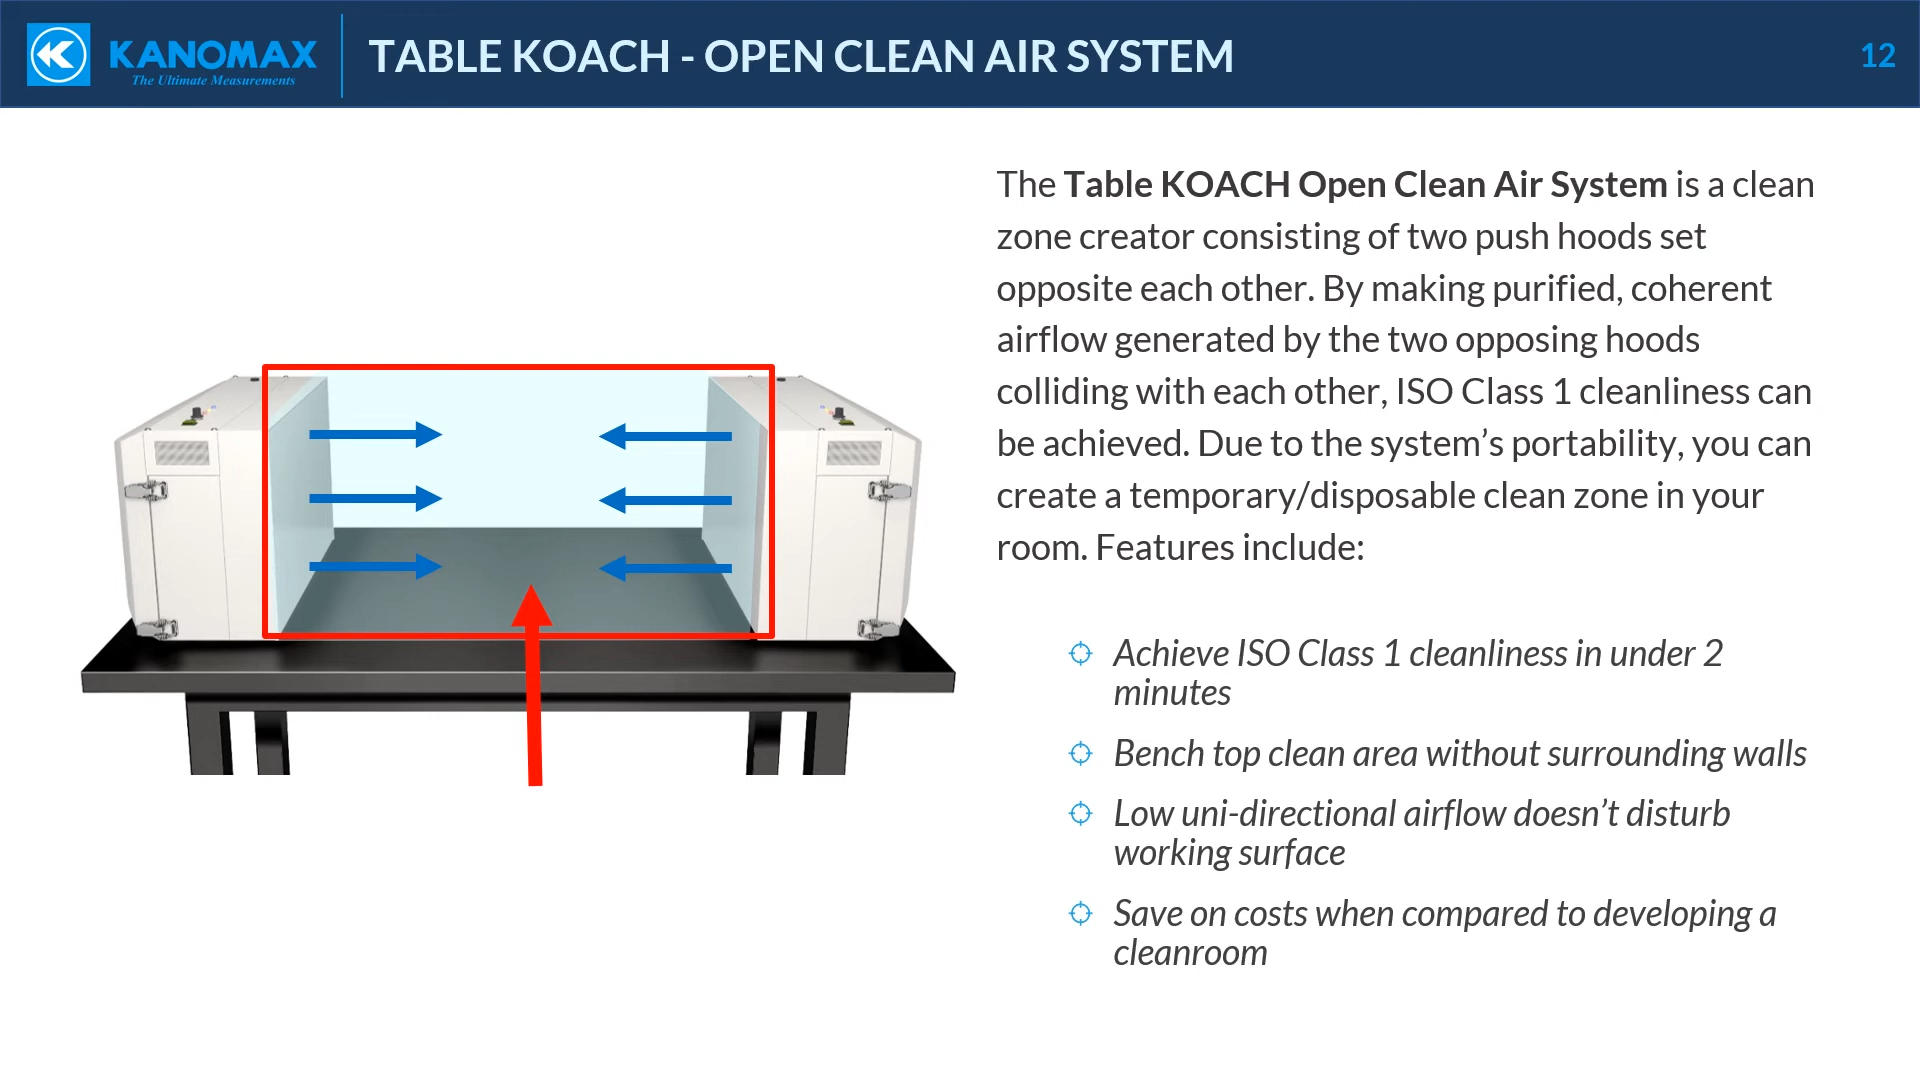 KANOMAX
The Ultimate Measurements
TABLE KOACH - OPEN CLEAN AIR SYSTEM
12
The Table KOACH Open Clean Air System is a clean
zone creator consisting of two push hoods set
opposite each other. By making purified, coherent
airflow generated by the two opposing hoods
colliding with each other, ISO Class 1 cleanliness can
be achieved. Due to the system’s portability, you can
create a temporary/disposable clean zone in your
room. Features include:
Achieve ISO Class 1 cleanliness in under 2
minutes
Bench top clean area without surrounding walls
Low uni-directional airflow doesn’t disturb
working surface
Save on costs when compared to developing a
cleanroom